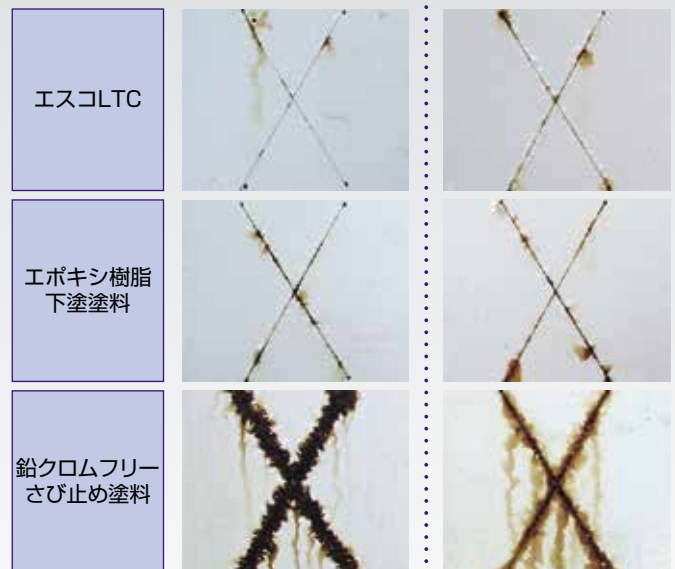 エスコLTC
エポキシ樹脂
下塗塗料
鉛クロムフリー
さび止め塗料